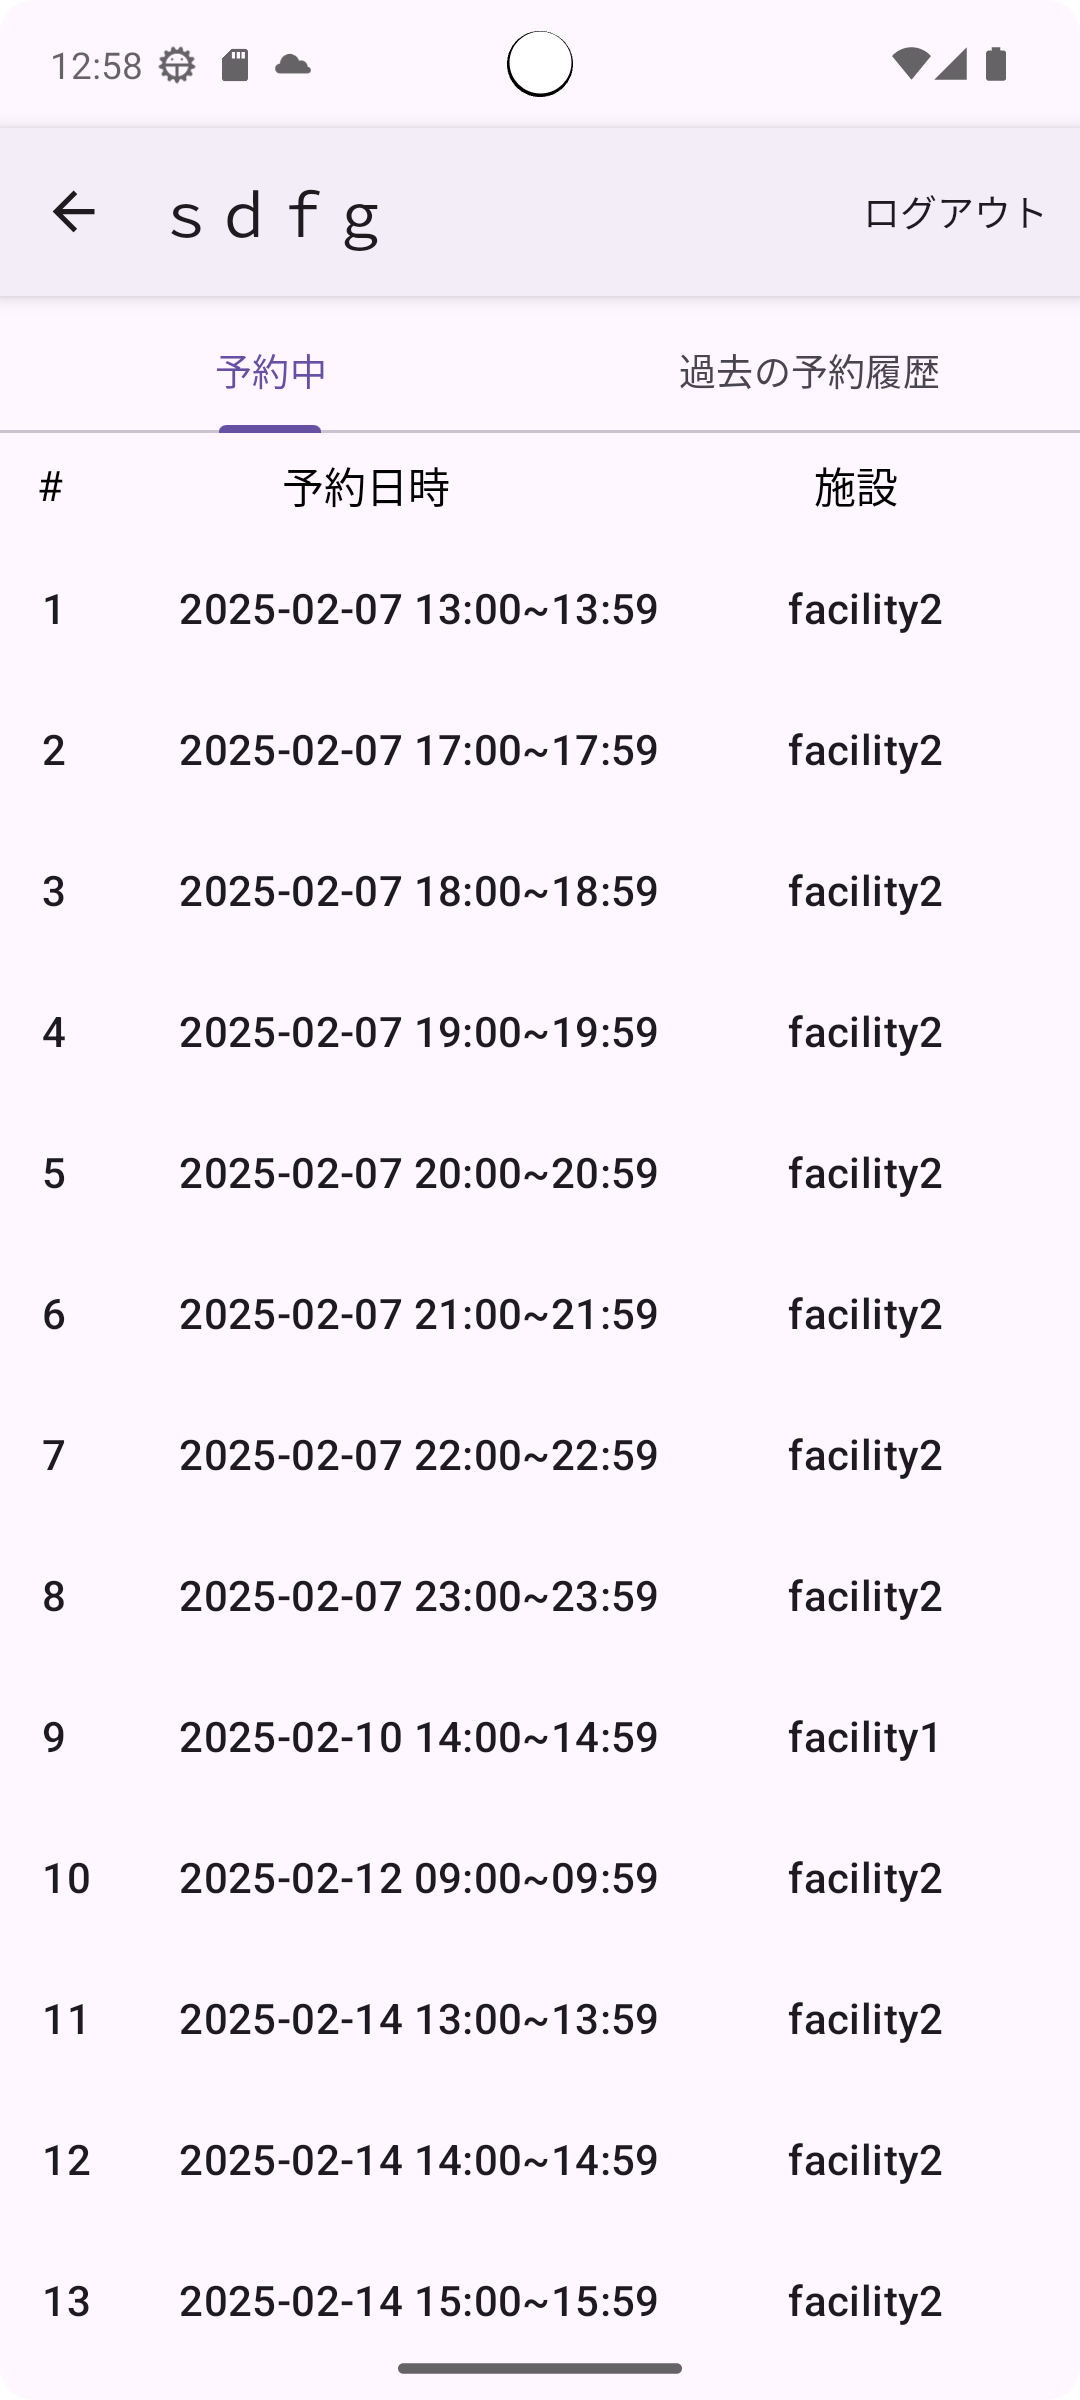 12:58
ｓｄｆｇ ログアウト
予約中 過去の予約履歴
# 予約日時 施設
1 2025-02-07 13:00~13:59 facility2
2 2025-02-07 17:00~17:59 facility2
3 2025-02-07 18:00~18:59 facility2
4 2025-02-07 19:00~19:59 facility2
5 2025-02-07 20:00~20:59 facility2
6 2025-02-07 21:00~21:59 facility2
7 2025-02-07 22:00~22:59 facility2
8 2025-02-07 23:00~23:59 facility2
9 2025-02-10 14:00~14:59 facility1
10 2025-02-12 09:00~09:59 facility2
11 2025-02-14 13:00~13:59 facility2
12 2025-02-14 14:00~14:59 facility2
13 2025-02-14 15:00~15:59 facility2